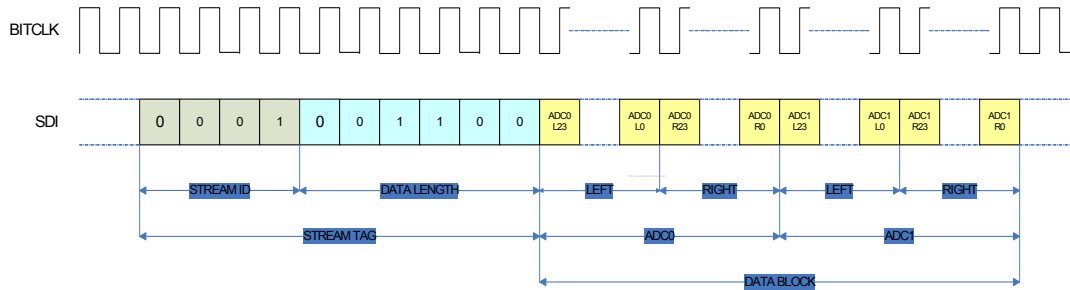 BITCLK
SDI
0 0 0 1 0 0 1 1 0 0
ADC0 L23
ADC0 L0
ADC0 R23
ADC0 R0
ADC1 L23
ADC1 L0
ADC1 R23
ADC1 R0
STREAM ID DATA LENGTH LEFT RIGHT LEFT RIGHT
STREAM TAG ADC0 ADC1
DATA BLOCK